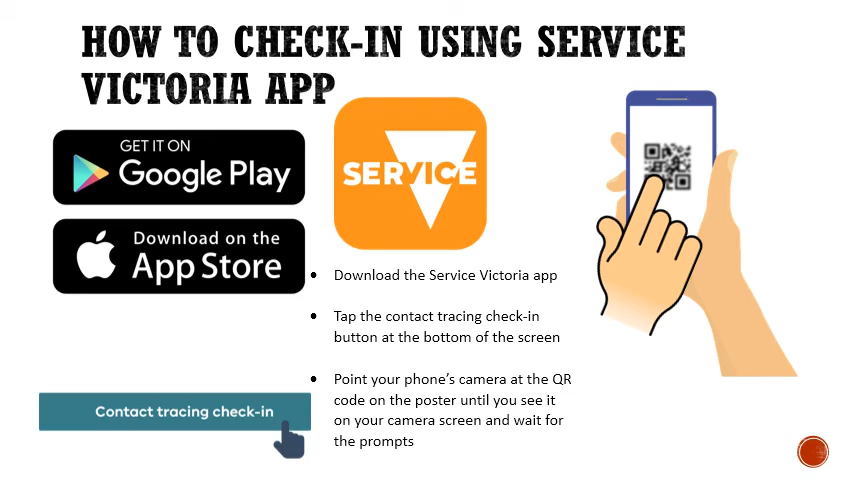 HOW TO CHECK-IN USING SERVICE
VICTORIA APP
GET IT ON
Google Play
Download on the
App Store
SERVICE
• Download the Service Victoria app
• Tap the contact tracing check-in
button at the bottom of the screen
• Point your phone’s camera at the QR
code on the poster until you see it
on your camera screen and wait for
the prompts
Contact tracing check-in